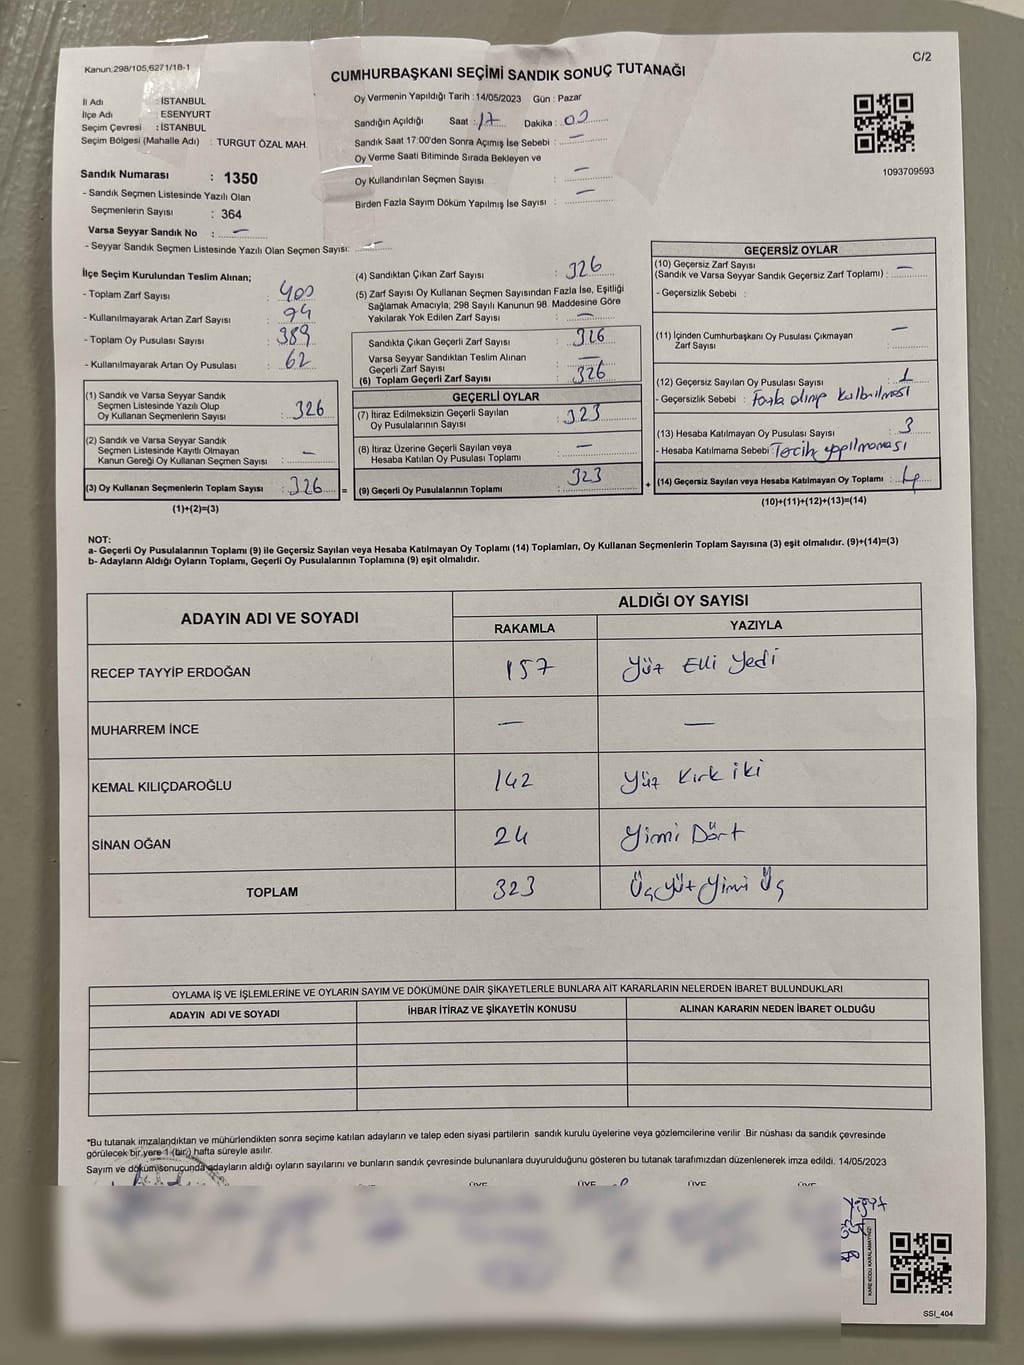 Kanun:298/105,6271/18-1
C/2
CUMHURBAŞKANI SEÇİMİ SANDIK SONUÇ TUTANAĞI
İl Adı : İSTANBUL
İlçe Adı : ESENYURT
Seçim Çevresi : İSTANBUL
Seçim Bölgesi (Mahalle Adı) : TURGUT ÖZAL MAH.
Sandık Numarası : 1350
- Sandık Seçmen Listesinde Yazılı Olan
Seçmenlerin Sayısı : 364
Varsa Seyyar Sandık No : —
- Seyyar Sandık Seçmen Listesinde Yazılı Olan Seçmen Sayısı: —
Oy Vermenin Yapıldığı Tarih : 14/05/2023 Gün : Pazar
Sandığın Açıldığı Saat : 17 Dakika : 00
Sandık Saat 17:00'den Sonra Açımış İse Sebebi : —
Oy Verme Saati Bitiminde Sırada Bekleyen ve
Oy Kullandırılan Seçmen Sayısı : —
Birden Fazla Sayım Döküm Yapılmış İse Sayısı : —
1093709593
İlçe Seçim Kurulundan Teslim Alınan;
- Toplam Zarf Sayısı : 400
- Kullanılmayarak Artan Zarf Sayısı : 74
- Toplam Oy Pusulası Sayısı : 389
- Kullanılmayarak Artan Oy Pusulası : 62
(1) Sandık ve Varsa Seyyar Sandık
Seçmen Listesinde Yazılı Olup
Oy Kullanan Seçmenlerin Sayısı : 326
(2) Sandık ve Varsa Seyyar Sandık
Seçmen Listesinde Kayıtlı Olmayan
Kanun Gereği Oy Kullanan Seçmen Sayısı : —
(3) Oy Kullanan Seçmenlerin Toplam Sayısı : 326 =
(1)+(2)=(3)
(4) Sandıktan Çıkan Zarf Sayısı : 326
(5) Zarf Sayısı Oy Kullanan Seçmen Sayısından Fazla İse, Eşitliği
Sağlamak Amacıyla; 298 Sayılı Kanunun 98. Maddesine Göre
Yakılarak Yok Edilen Zarf Sayısı : —
Sandıkta Çıkan Geçerli Zarf Sayısı : 326
Varsa Seyyar Sandıktan Teslim Alınan
Geçerli Zarf Sayısı : —
(6) Toplam Geçerli Zarf Sayısı : 326
GEÇERLİ OYLAR
(7) İtiraz Edilmeksizin Geçerli Sayılan
Oy Pusulalarının Sayısı : 323
(8) İtiraz Üzerine Geçerli Sayılan veya
Hesaba Katılan Oy Pusulası Toplamı : —
(9) Geçerli Oy Pusulalarının Toplamı : 323 +
GEÇERSİZ OYLAR
(10) Geçersiz Zarf Sayısı
(Sandık ve Varsa Seyyar Sandık Geçersiz Zarf Toplamı) : —
- Geçersizlik Sebebi :
(11) İçinden Cumhurbaşkanı Oy Pusulası Çıkmayan
Zarf Sayısı : —
(12) Geçersiz Sayılan Oy Pusulası Sayısı : 1
- Geçersizlik Sebebi :
(13) Hesaba Katılmayan Oy Pusulası Sayısı : 3
- Hesaba Katılmama Sebebi : Tercih yapılmaması
(14) Geçersiz Sayılan veya Hesaba Katılmayan Oy Toplamı : 4
(10)+(11)+(12)+(13)=(14)
NOT:
a- Geçerli Oy Pusulalarının Toplamı (9) ile Geçersiz Sayılan veya Hesaba Katılmayan Oy Toplamı (14) Toplamları, Oy Kullanan Seçmenlerin Toplam Sayısına (3) eşit olmalıdır. (9)+(14)=(3)
b- Adayların Aldığı Oyların Toplamı, Geçerli Oy Pusulalarının Toplamına (9) eşit olmalıdır.
ADAYIN ADI VE SOYADI ALDIĞI OY SAYISI
RAKAMLA YAZIYLA
RECEP TAYYİP ERDOĞAN 157 Yüz Elli Yedi
MUHARREM İNCE — —
KEMAL KILIÇDAROĞLU 142 Yüz Kırk iki
SİNAN OĞAN 24 Yirmi Dört
TOPLAM 323 Üçyüz Yirmi Üç
OYLAMA İŞ VE İŞLEMLERİNE VE OYLARIN SAYIM VE DÖKÜMÜNE DAİR ŞİKAYETLERLE BUNLARA AİT KARARLARIN NELERDEN İBARET BULUNDUKLARI
ADAYIN ADI VE SOYADI İHBAR İTİRAZ VE ŞİKAYETİN KONUSU ALINAN KARARIN NEDEN İBARET OLDUĞU
*Bu tutanak imzalandıktan ve mühürlendikten sonra seçime katılan adayların ve talep eden siyasi partilerin sandık kurulu üyelerine veya gözlemcilerine verilir .Bir nüshası da sandık çevresinde
görülecek bir yere 1 (bir) hafta süreyle asılır.
Sayım ve döküm sonucunda adayların aldığı oyların sayılarını ve bunların sandık çevresinde bulunanlara duyurulduğunu gösteren bu tutanak tarafımızdan düzenlenerek imza edildi. 14/05/2023
ÜYE ÜYE ÜYE ÜYE
KARE KODU KARALAMAYINIZ!
SSI_404